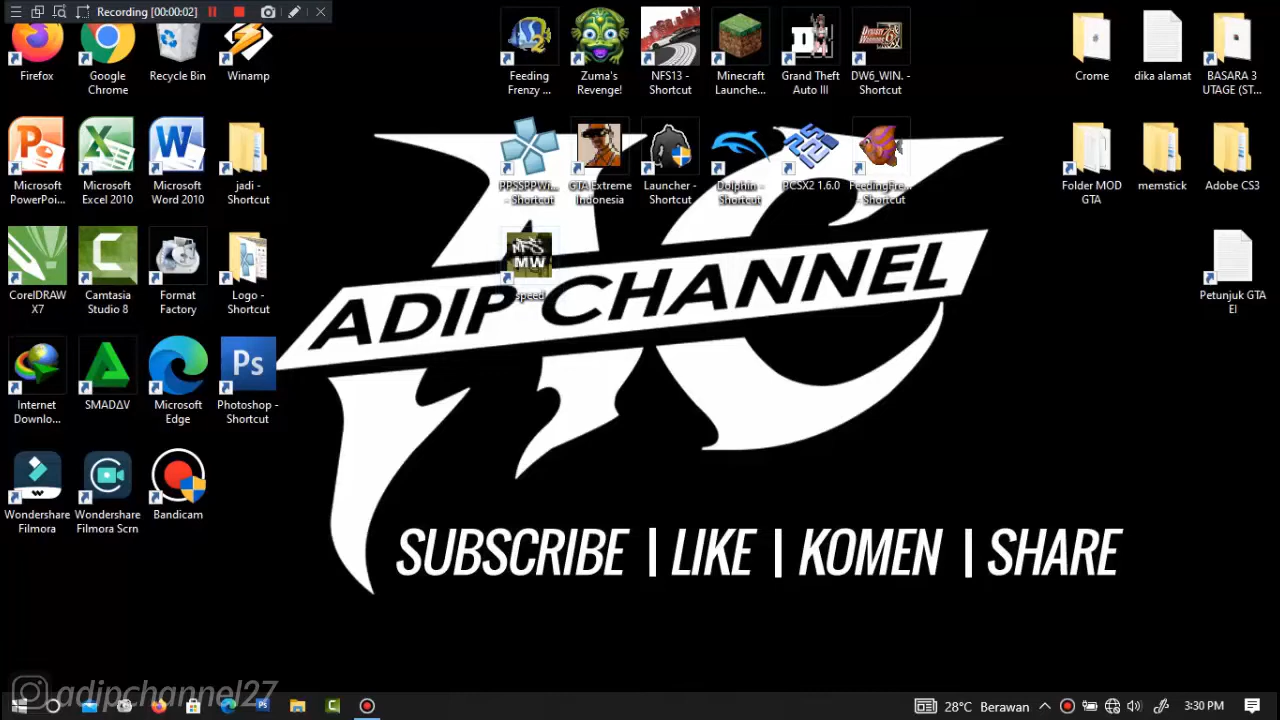 Recording [00:00:02]
Firefox
Google
Chrome
Recycle Bin
Winamp
Feeding
Frenzy ...
Zuma's
Revenge!
NFS13 -
Shortcut
Minecraft
Launche...
Grand Theft
Auto III
DW6_WIN. -
Shortcut
Crome
dika alamat
BASARA 3
UTAGE (ST...
Microsoft
PowerPoi...
Microsoft
Excel 2010
Microsoft
Word 2010
jadi -
Shortcut
PPSSPPWi...
- Shortcut
GTA Extreme
Indonesia
Launcher -
Shortcut
Dolphin -
Shortcut
PCSX2 1.6.0
FeedingFre...
- Shortcut
Folder MOD
GTA
memstick
Adobe CS3
CorelDRAW
X7
Camtasia
Studio 8
Format
Factory
Logo -
Shortcut
NFS
MW
speed
Petunjuk GTA
EI
ADIP CHANNEL
Internet
Downlo...
SMADΔV
Microsoft
Edge
Ps
Photoshop -
Shortcut
Wondershare
Filmora
Wondershare
Filmora Scrn
Bandicam
SUBSCRIBE | LIKE | KOMEN | SHARE
adipchannel27
28°C Berawan
3:30 PM